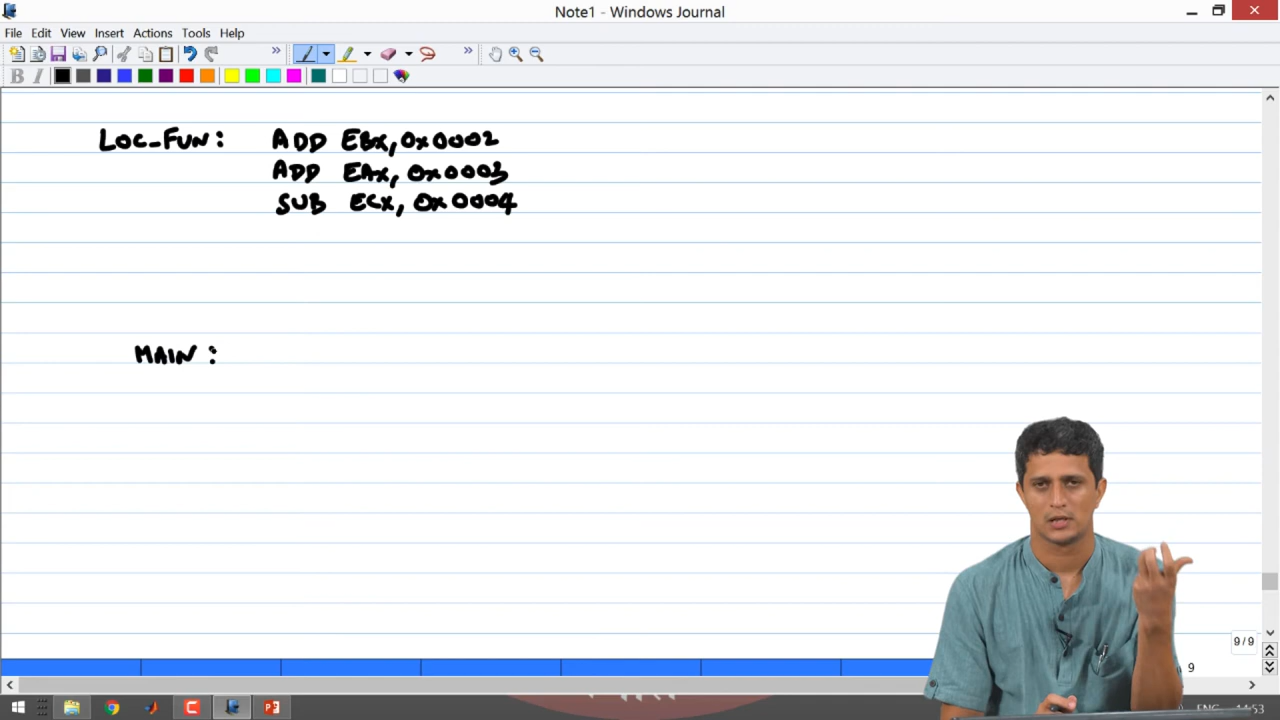 Note1 - Windows Journal
File Edit View Insert Actions Tools Help
B I
LOC_FUN: ADD EBX, 0x0002
ADD EAX, 0x0003
SUB ECX, 0x0004
MAIN :
9/9
9